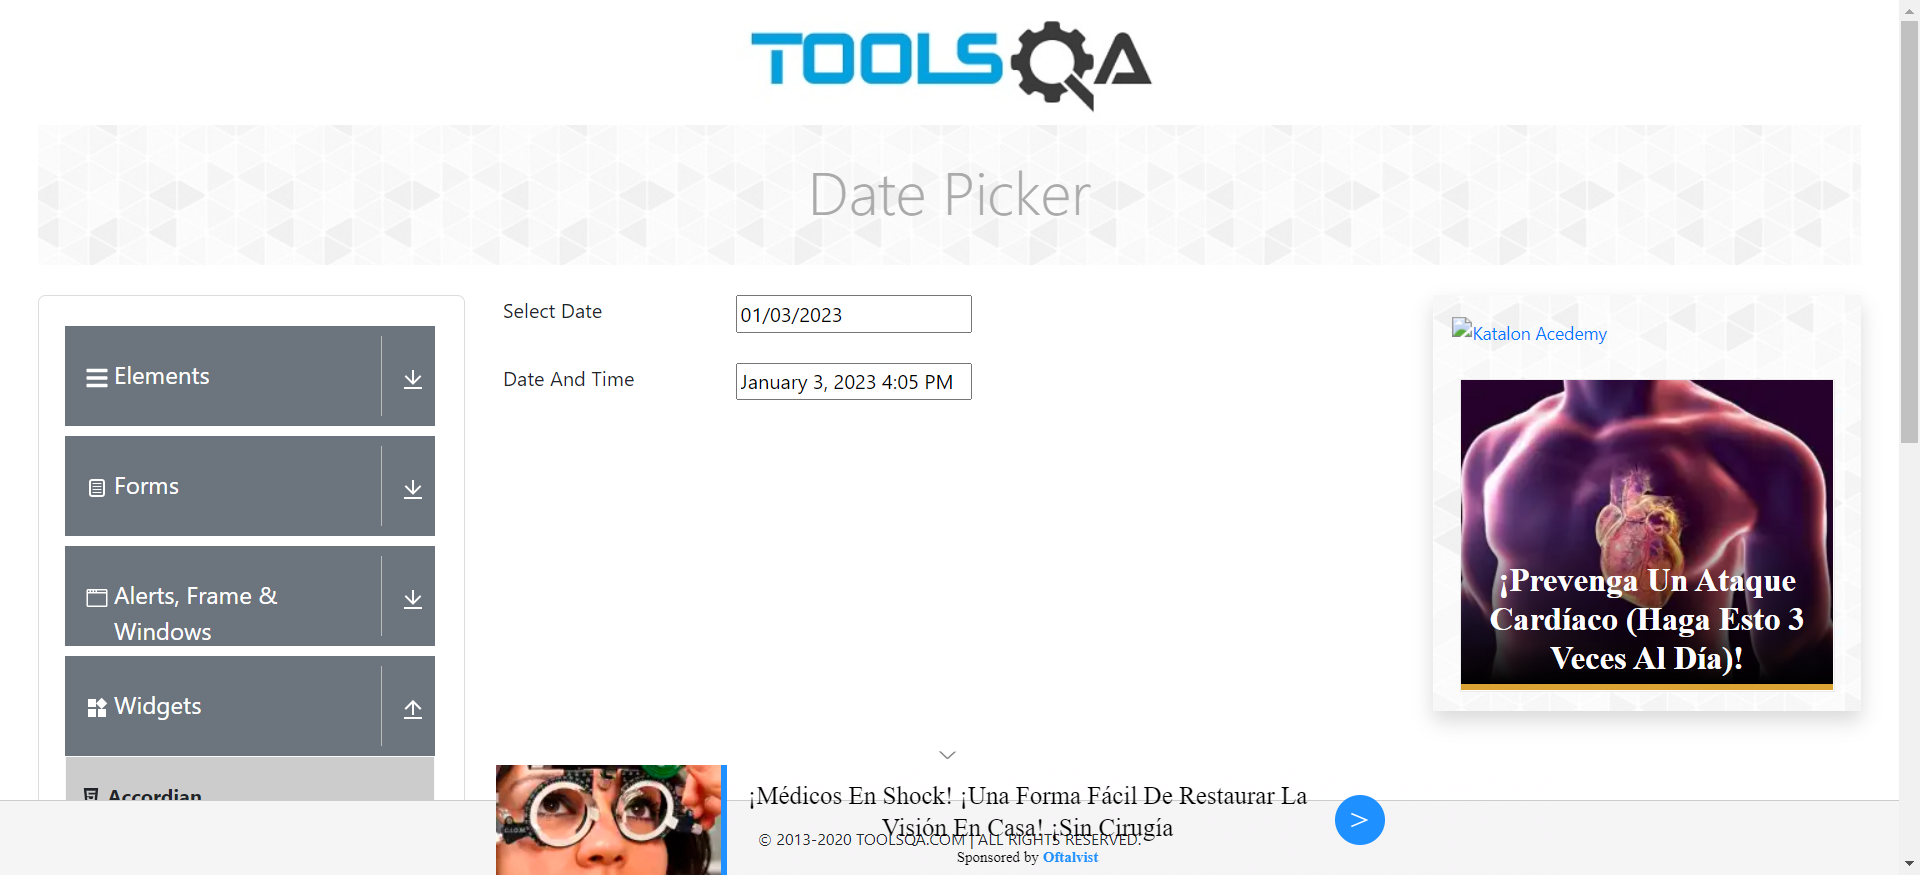 TOOLSQA
Date Picker
Elements
Forms
Alerts, Frame &
Windows
Widgets
Accordian
Select Date
01/03/2023
Date And Time
January 3, 2023 4:05 PM
Katalon Acedemy
¡Prevenga Un Ataque
Cardíaco (Haga Esto 3
Veces Al Día)!
¡Médicos En Shock! ¡Una Forma Fácil De Restaurar La
Visión En Casa! ¡Sin Cirugía
>
© 2013-2020 TOOLSQA.COM | ALL RIGHTS RESERVED.
Sponsored by Oftalvist